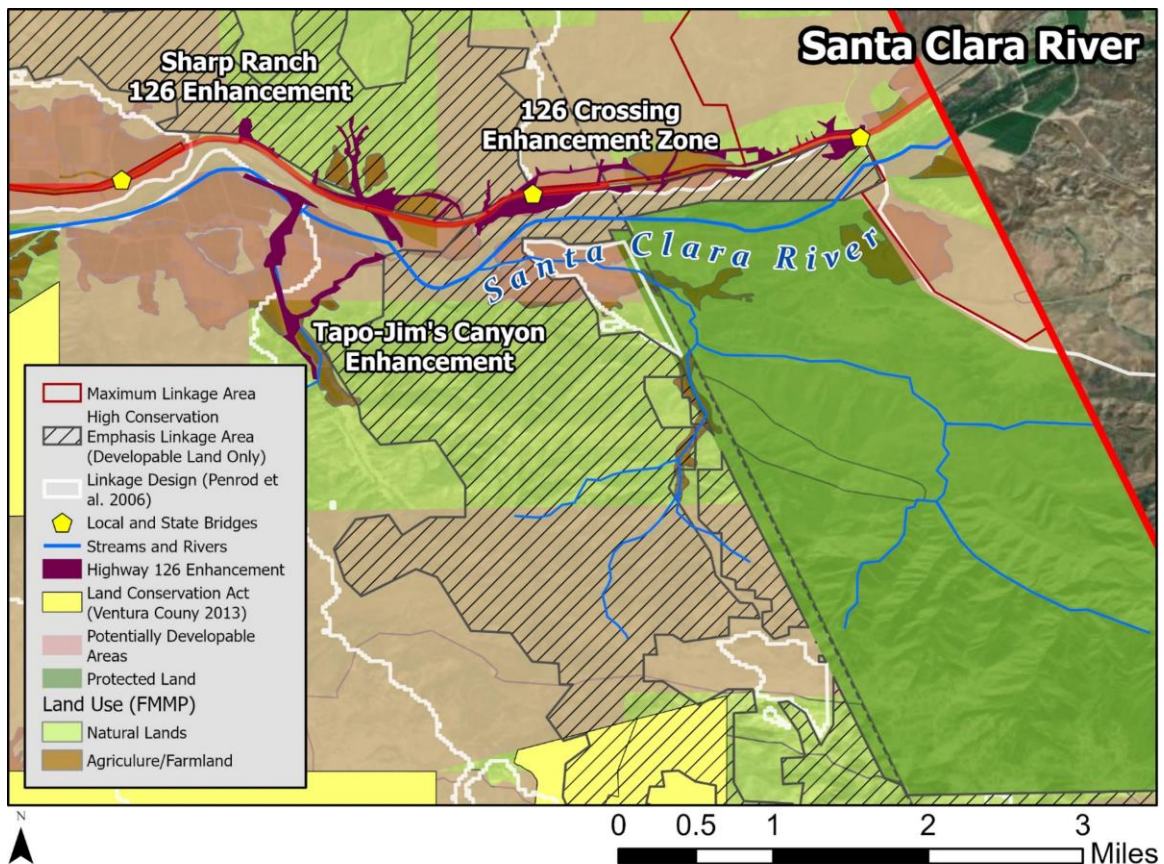 Santa Clara River
Sharp Ranch
126 Enhancement
126 Crossing
Enhancement Zone
Santa Clara River
Tapo-Jim's Canyon
Enhancement
Maximum Linkage Area
High Conservation
Emphasis Linkage Area
(Developable Land Only)
Linkage Design (Penrod et
al. 2006)
Local and State Bridges
Streams and Rivers
Highway 126 Enhancement
Land Conservation Act
(Ventura Couny 2013)
Potentially Developable
Areas
Protected Land
Land Use (FMMP)
Natural Lands
Agriculure/Farmland
N
0 0.5 1 2 3
Miles